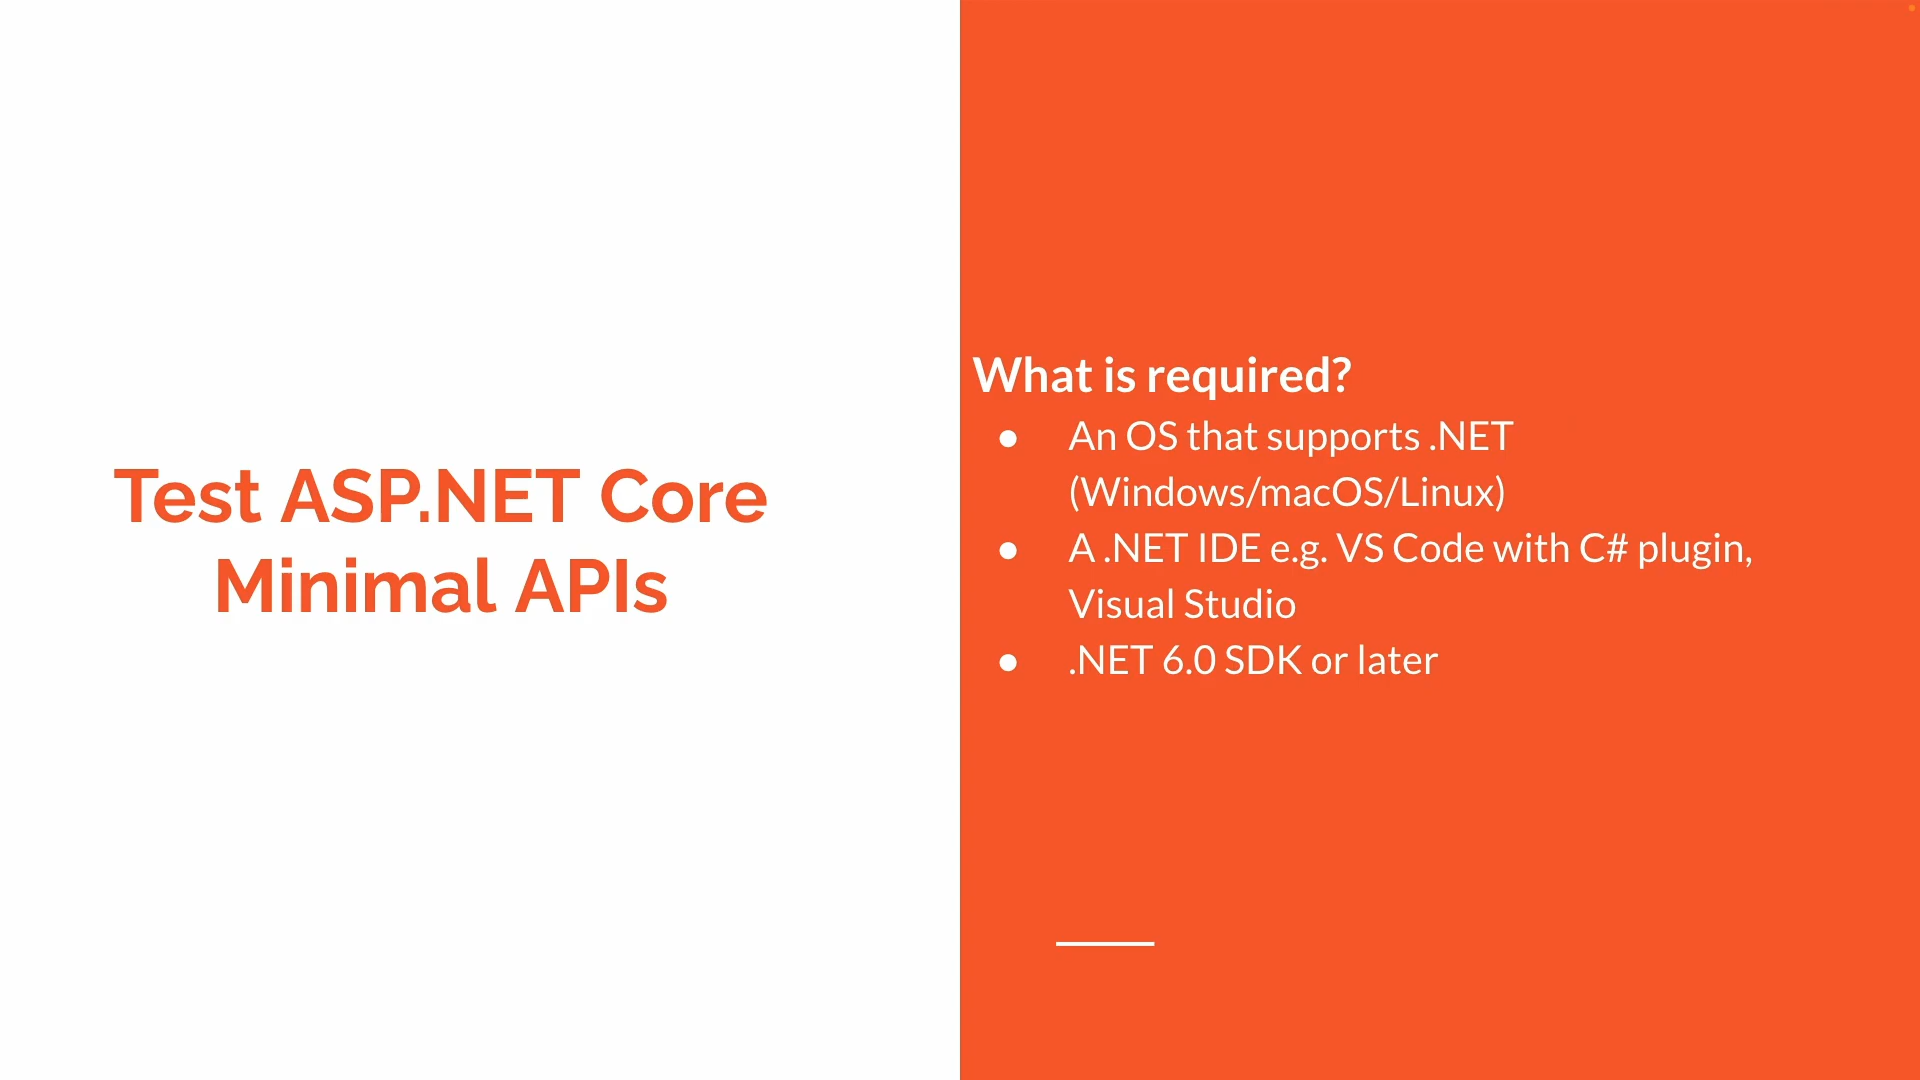 Test ASP.NET Core
Minimal APIs
What is required?
● An OS that supports .NET
(Windows/macOS/Linux)
● A .NET IDE e.g. VS Code with C# plugin,
Visual Studio
● .NET 6.0 SDK or later